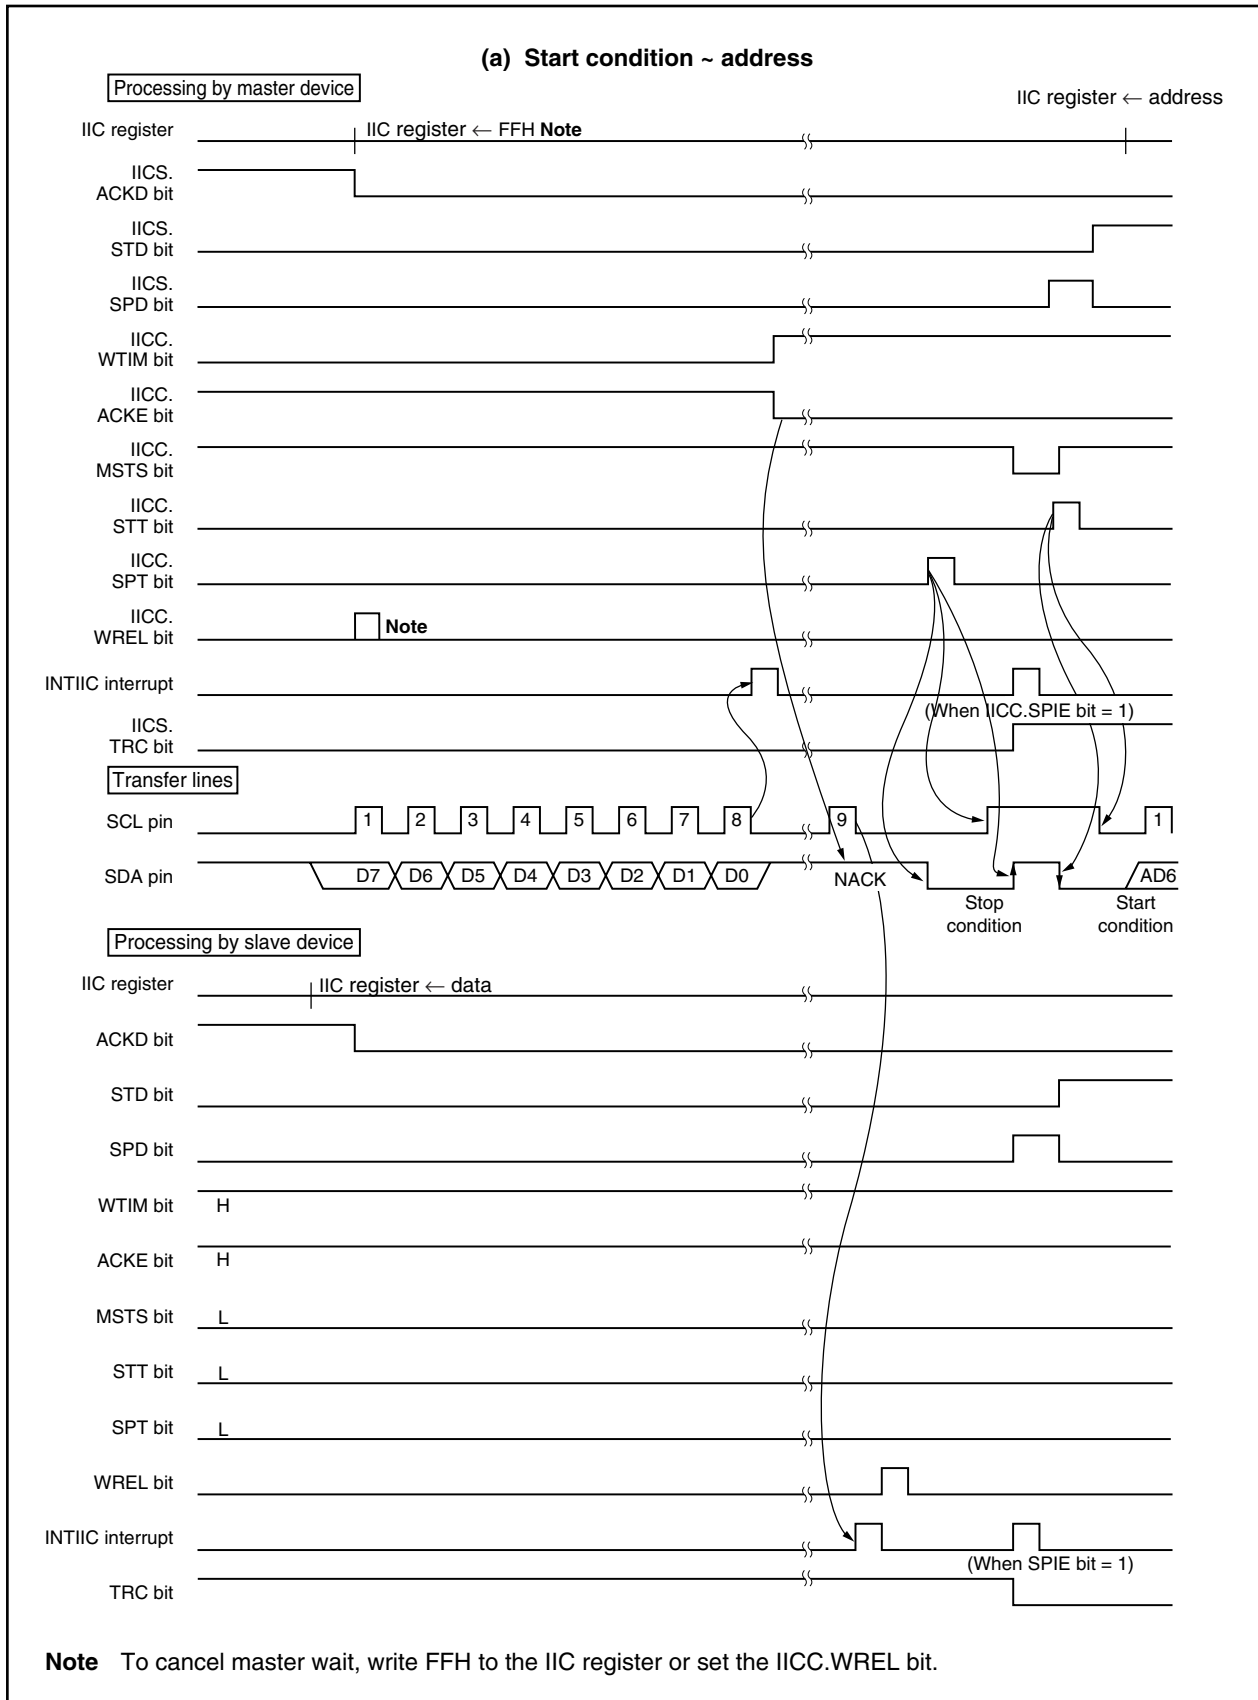 (a) Start condition ~ address
Processing by master device
IIC register ← address
IIC register
IIC register ← FFH Note
IICS.
ACKD bit
IICS.
STD bit
IICS.
SPD bit
IICC.
WTIM bit
IICC.
ACKE bit
IICC.
MSTS bit
IICC.
STT bit
IICC.
SPT bit
IICC.
WREL bit
Note
INTIIC interrupt
(When IICC.SPIE bit = 1)
IICS.
TRC bit
Transfer lines
SCL pin
1 2 3 4 5 6 7 8 9 1
SDA pin
D7 D6 D5 D4 D3 D2 D1 D0 NACK AD6
Stop
condition
Start
condition
Processing by slave device
IIC register
IIC register ← data
ACKD bit
STD bit
SPD bit
WTIM bit H
ACKE bit H
MSTS bit L
STT bit L
SPT bit L
WREL bit
INTIIC interrupt
(When SPIE bit = 1)
TRC bit
Note To cancel master wait, write FFH to the IIC register or set the IICC.WREL bit.